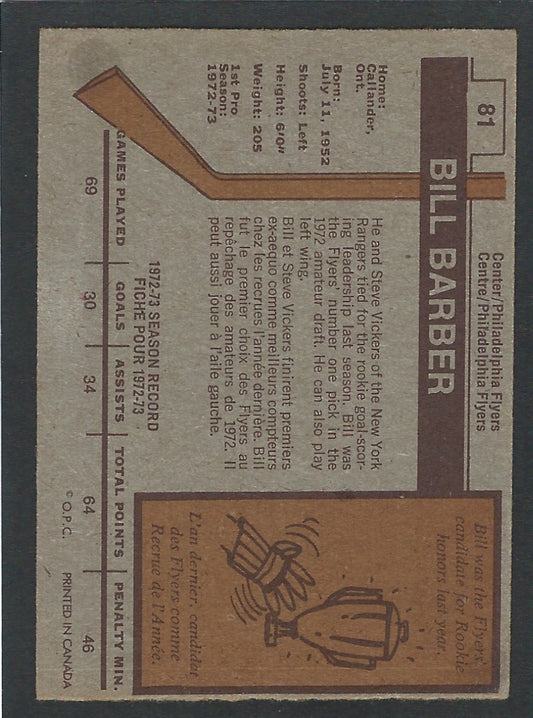 81
Center/Philadelphia Flyers
Centre/Philadelphia Flyers
BILL BARBER
Home:
Callander,
Ont.
Born:
July 11, 1952
Shoots: Left
Height: 6'0"
Weight: 205
1st Pro
Season:
1972-73
He and Steve Vickers of the New York
Rangers tied for the rookie goal-scor-
ing leadership last season. Bill was
the Flyers' number one pick in the
1972 amateur draft. He can also play
left wing.
Bill et Steve Vickers finirent premiers
ex-aequo comme meilleurs compteurs
chez les recrues l'année dernière. Bill
fut le premier choix des Flyers au
repêchage des amateurs de 1972. Il
peut aussi jouer à l'aile gauche.
Bill was the Flyers'
candidate for Rookie
honors last year.
L'an dernier, candidat
des Flyers comme
Recrue de l'Année.
1972-73 SEASON RECORD
FICHE POUR 1972-73
GAMES PLAYED GOALS ASSISTS TOTAL POINTS PENALTY MIN.
69 30 34 64 46
© O.P.C. PRINTED IN CANADA